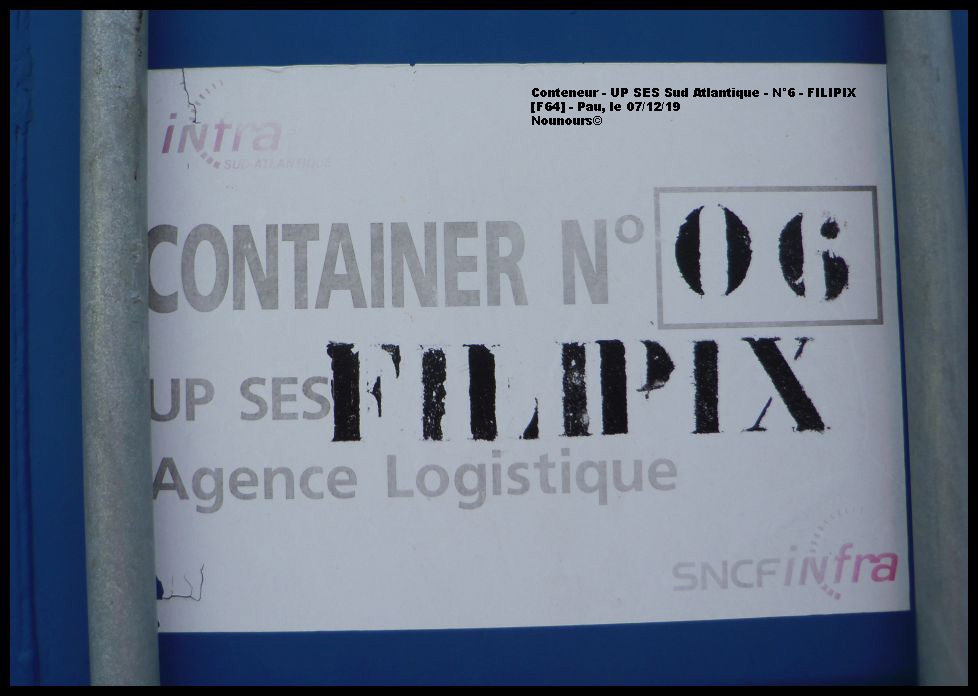 Conteneur - UP SES Sud Atlantique - N°6 - FILIPIX
[F64] - Pau, le 07/12/19
Nounours©
infra
SUD-ATLANTIQUE
CONTAINER N° 06
UP SES FILIPIX
Agence Logistique
SNCF infra